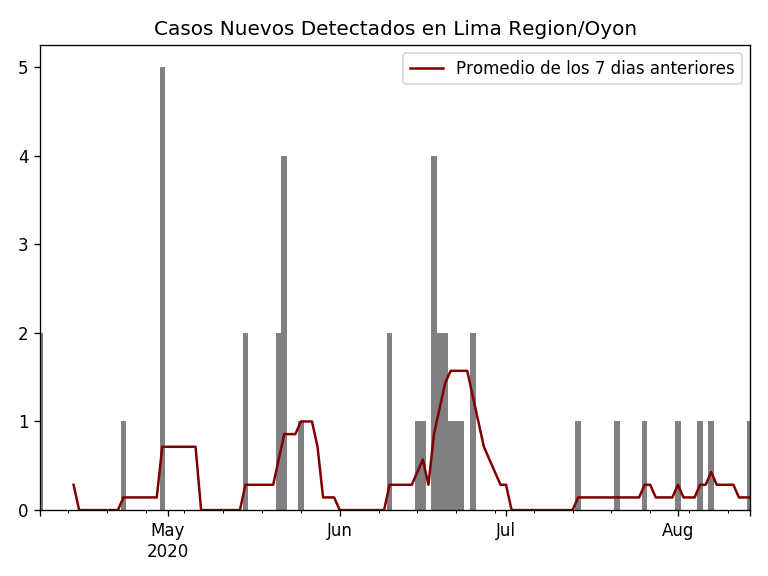 Casos Nuevos Detectados en Lima Region/Oyon
Promedio de los 7 dias anteriores
5
4
3
2
1
0
May
2020
Jun
Jul
Aug